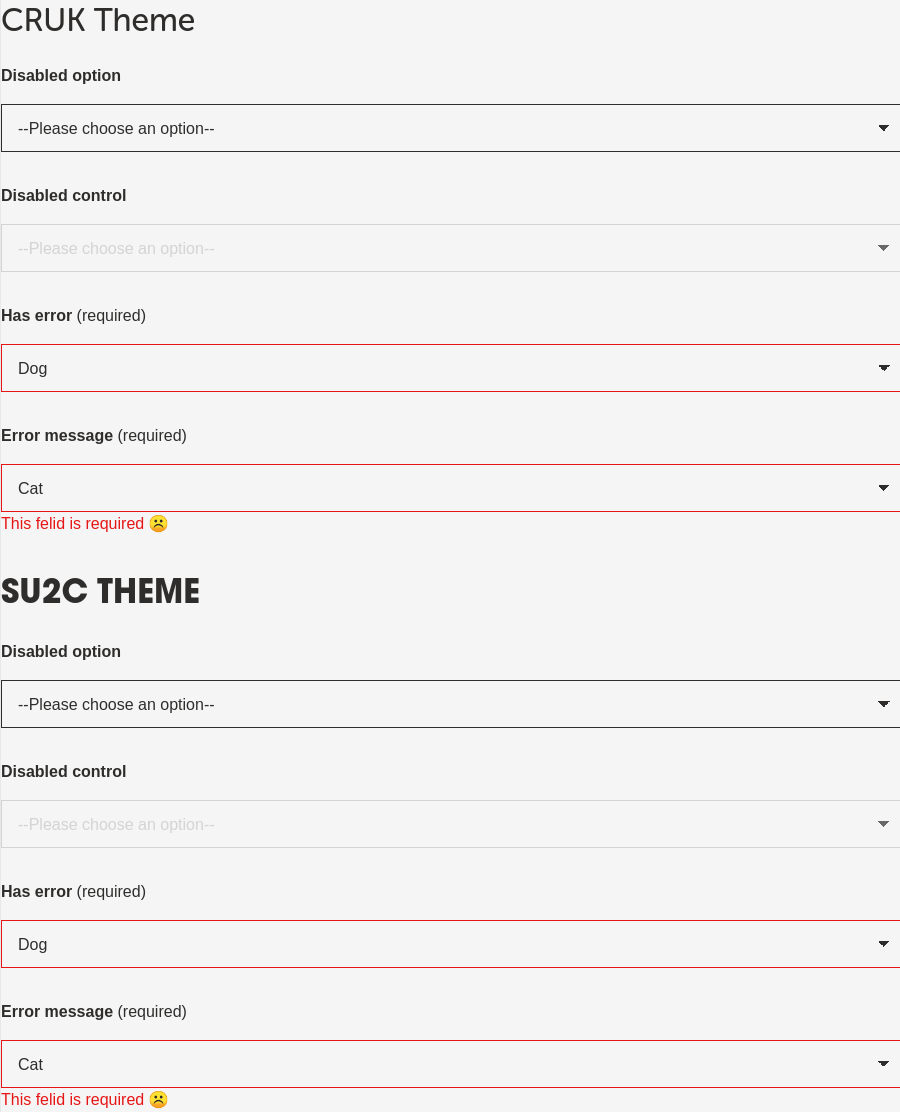 CRUK Theme
Disabled option
--Please choose an option--
Disabled control
--Please choose an option--
Has error (required)
Dog
Error message (required)
Cat
This felid is required ☹️
SU2C THEME
Disabled option
--Please choose an option--
Disabled control
--Please choose an option--
Has error (required)
Dog
Error message (required)
Cat
This felid is required ☹️